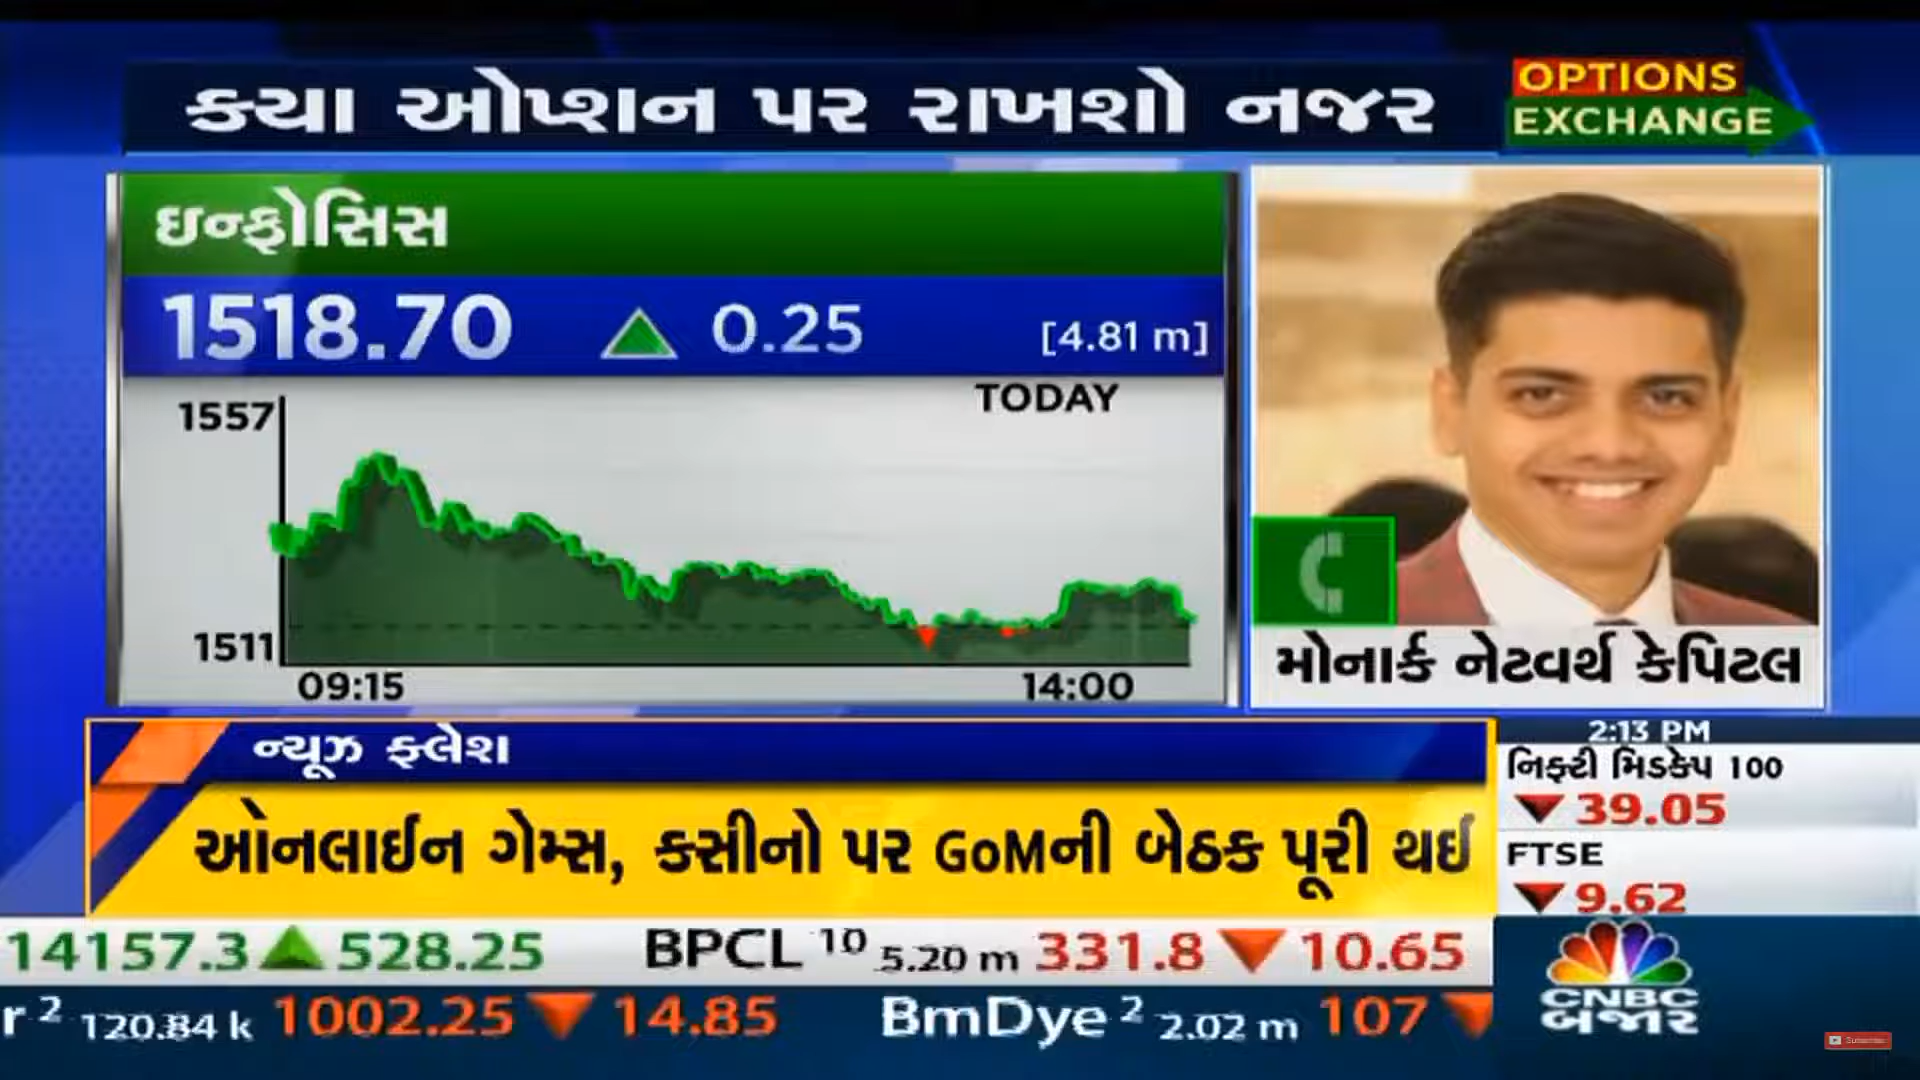 ક્યા ઓપ્શન પર રાખશો નજર
OPTIONS
EXCHANGE
ઇન્ફોસિસ
1518.70 ▲ 0.25 [4.81 m]
TODAY
1557
1511
09:15 14:00
મોનાર્ક નેટવર્થ કેપિટલ
ન્યૂઝ ફ્લેશ
ઓનલાઈન ગેમ્સ, કસીનો પર GoMની બેઠક પૂરી થઈ
2:13 PM
નિફ્ટી મિડકેપ 100
▼ 39.05
FTSE
▼ 9.62
14157.3 ▲ 528.25 BPCL 10 5.20 m 331.8 ▼ 10.65
r 2 120.84 k 1002.25 ▼ 14.85 BmDye 2 2.02 m 107 ▼
CNBC
બજાર
Subscribe